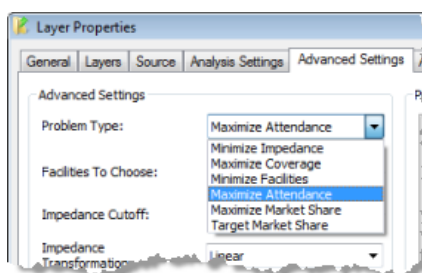 Layer Properties
General Layers Source Analysis Settings Advanced Settings
Advanced Settings
Problem Type: Maximize Attendance
Minimize Impedance
Maximize Coverage
Minimize Facilities
Maximize Attendance
Maximize Market Share
Target Market Share
Facilities To Choose:
Impedance Cutoff:
Impedance
Transformation: Linear